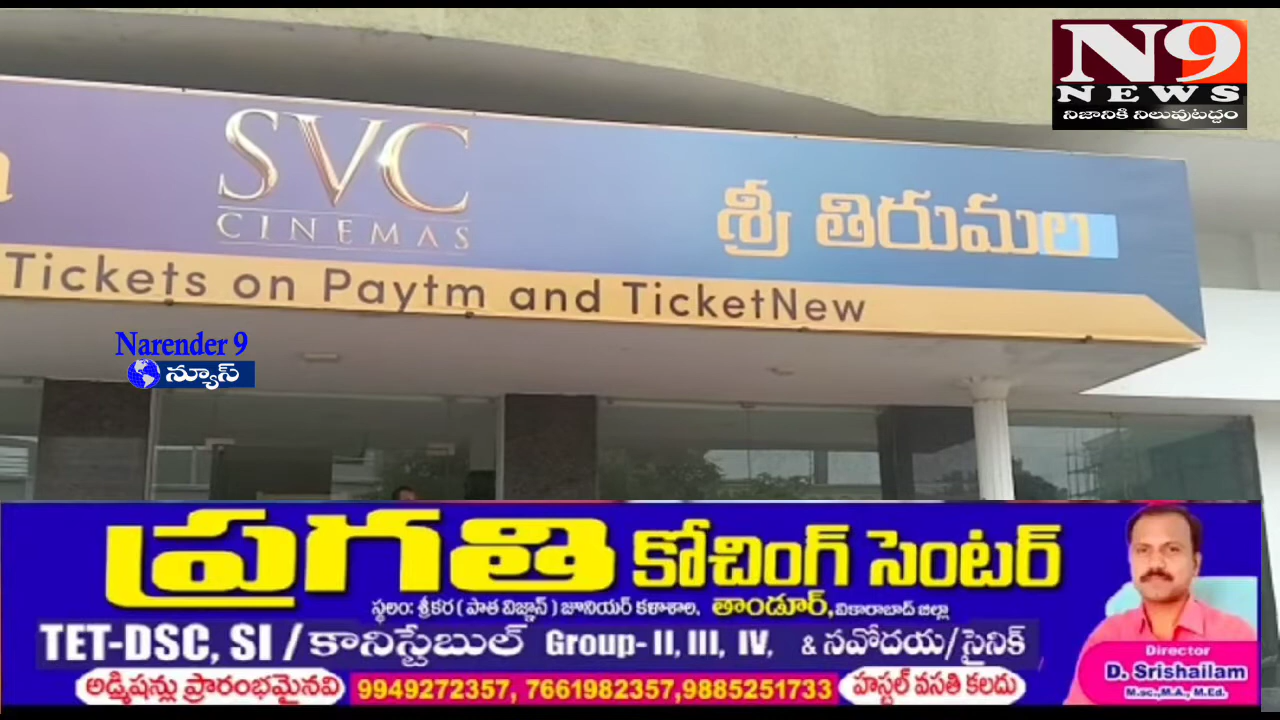 N9
NEWS
నిజానికి నిలువుటద్దం
SVC
CINEMAS
శ్రీ తిరుమల
Tickets on Paytm and TicketNew
Narender 9
న్యూస్
ప్రగతి కోచింగ్ సెంటర్
స్థలం: శ్రీకర ( పాత విజ్ఞాన్ ) జూనియర్ కళాశాల, తాండూర్, వికారాబాద్ జిల్లా
TET-DSC, SI / కానిస్టేబుల్ Group- II, III, IV, & నవోదయ/ సైనిక్
అడ్మిషన్లు ప్రారంభమైనవి 9949272357, 7661982357,9885251733 హాస్టల్ వసతి కలదు
Director
D. Srishailam
M.sc.,M.A., M.Ed.